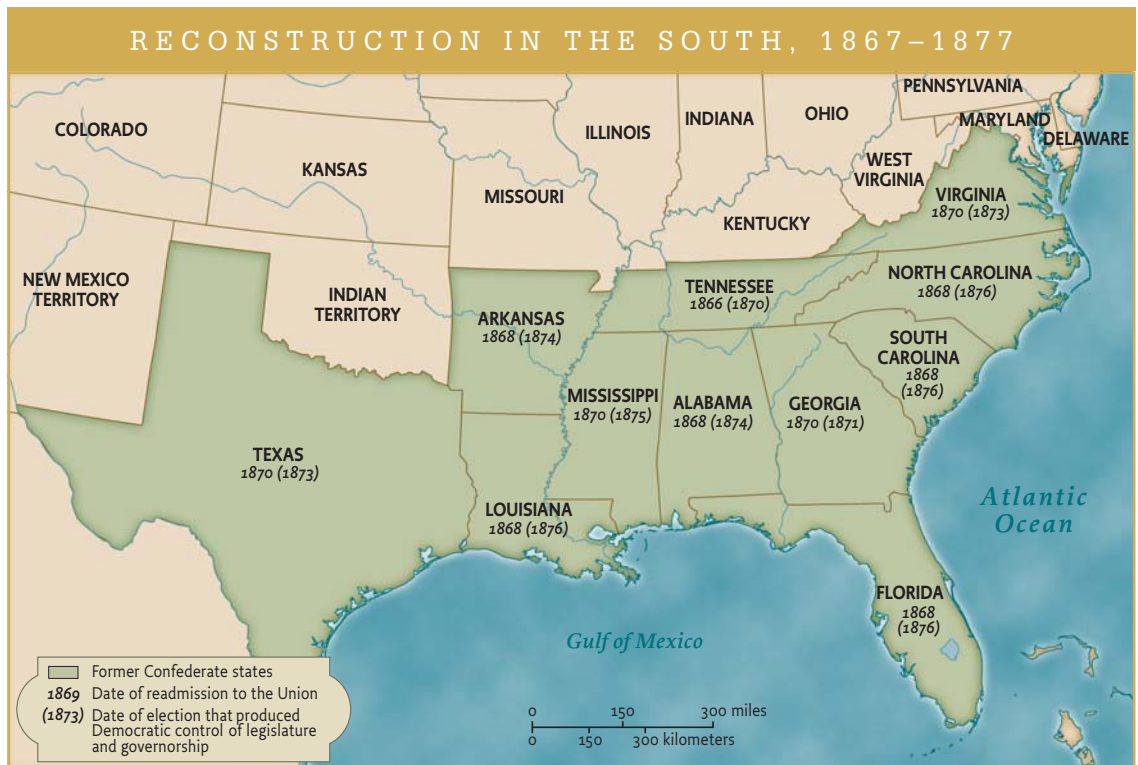 RECONSTRUCTION IN THE SOUTH, 1867–1877
PENNSYLVANIA
COLORADO
KANSAS
MISSOURI
ILLINOIS
INDIANA
OHIO
MARYLAND
DELAWARE
WEST
VIRGINIA
KENTUCKY
VIRGINIA
1870 (1873)
NEW MEXICO
TERRITORY
INDIAN
TERRITORY
ARKANSAS
1868 (1874)
TENNESSEE
1866 (1870)
NORTH CAROLINA
1868 (1876)
SOUTH
CAROLINA
1868
(1876)
MISSISSIPPI
1870 (1875)
ALABAMA
1868 (1874)
GEORGIA
1870 (1871)
TEXAS
1870 (1873)
LOUISIANA
1868 (1876)
Atlantic
Ocean
FLORIDA
1868
(1876)
Gulf of Mexico
Former Confederate states
1869 Date of readmission to the Union
(1873) Date of election that produced
Democratic control of legislature
and governorship
0 150 300 miles
0 150 300 kilometers